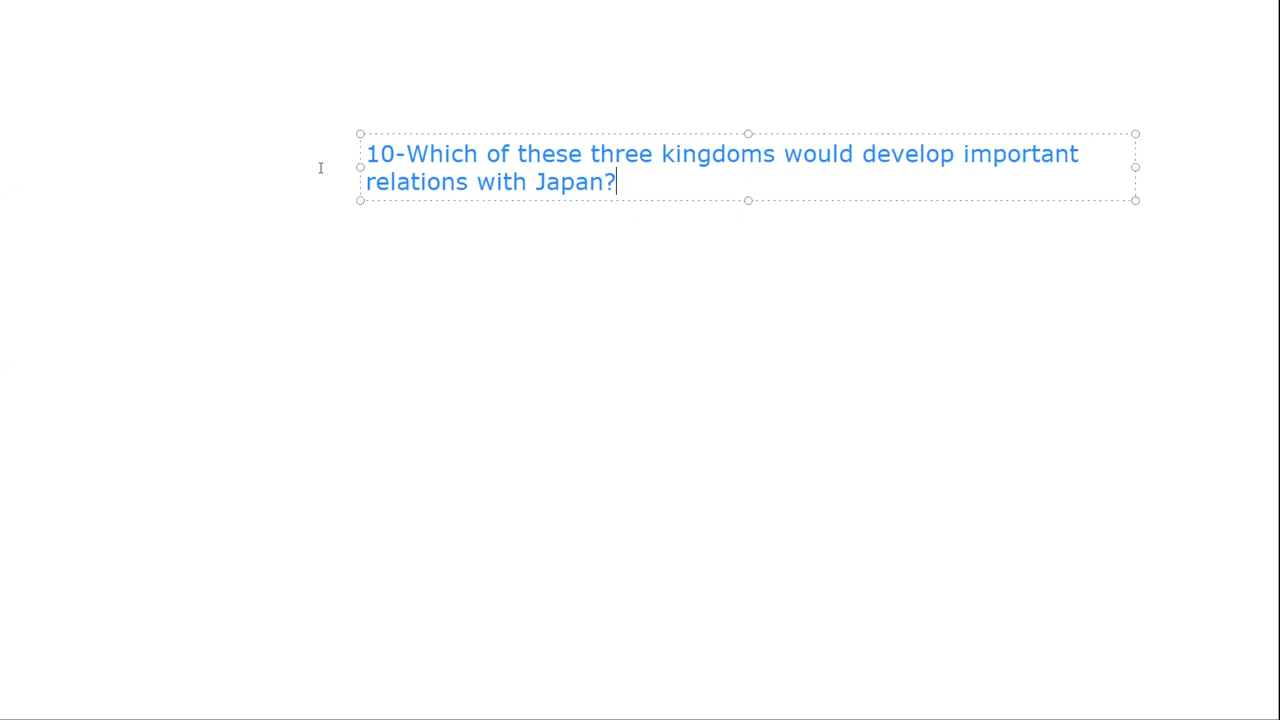 10-Which of these three kingdoms would develop important
relations with Japan?